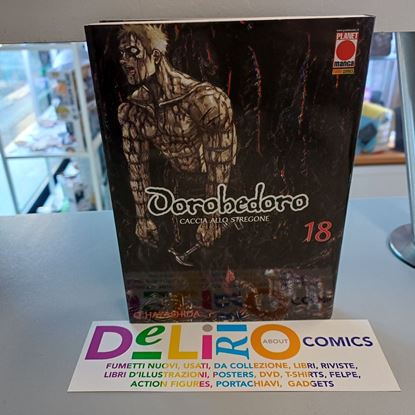 PLANET
manga
Dorohedoro
CACCIA ALLO STREGONE
18
Q HAYASHIDA
DeLiRiO ABOUT COMICS
FUMETTI NUOVI, USATI, DA COLLEZIONE, LIBRI, RIVISTE,
LIBRI D'ILLUSTRAZIONI, POSTERS, DVD, T-SHIRTS, FELPE,
ACTION FIGURES, PORTACHIAVI, GADGETS